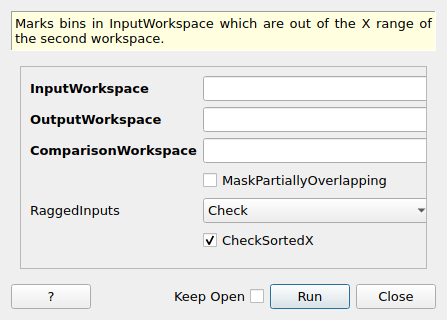 Marks bins in InputWorkspace which are out of the X range of
the second workspace.
InputWorkspace
OutputWorkspace
ComparisonWorkspace
MaskPartiallyOverlapping
RaggedInputs Check
CheckSortedX
? Keep Open Run Close